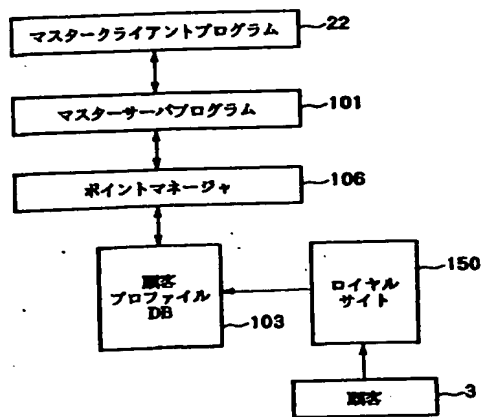 マスタークライアントプログラム
22
マスターサーバプログラム
101
ポイントマネージャ
106
顧客
プロファイル
DB
103
ロイヤル
サイト
150
顧客
3